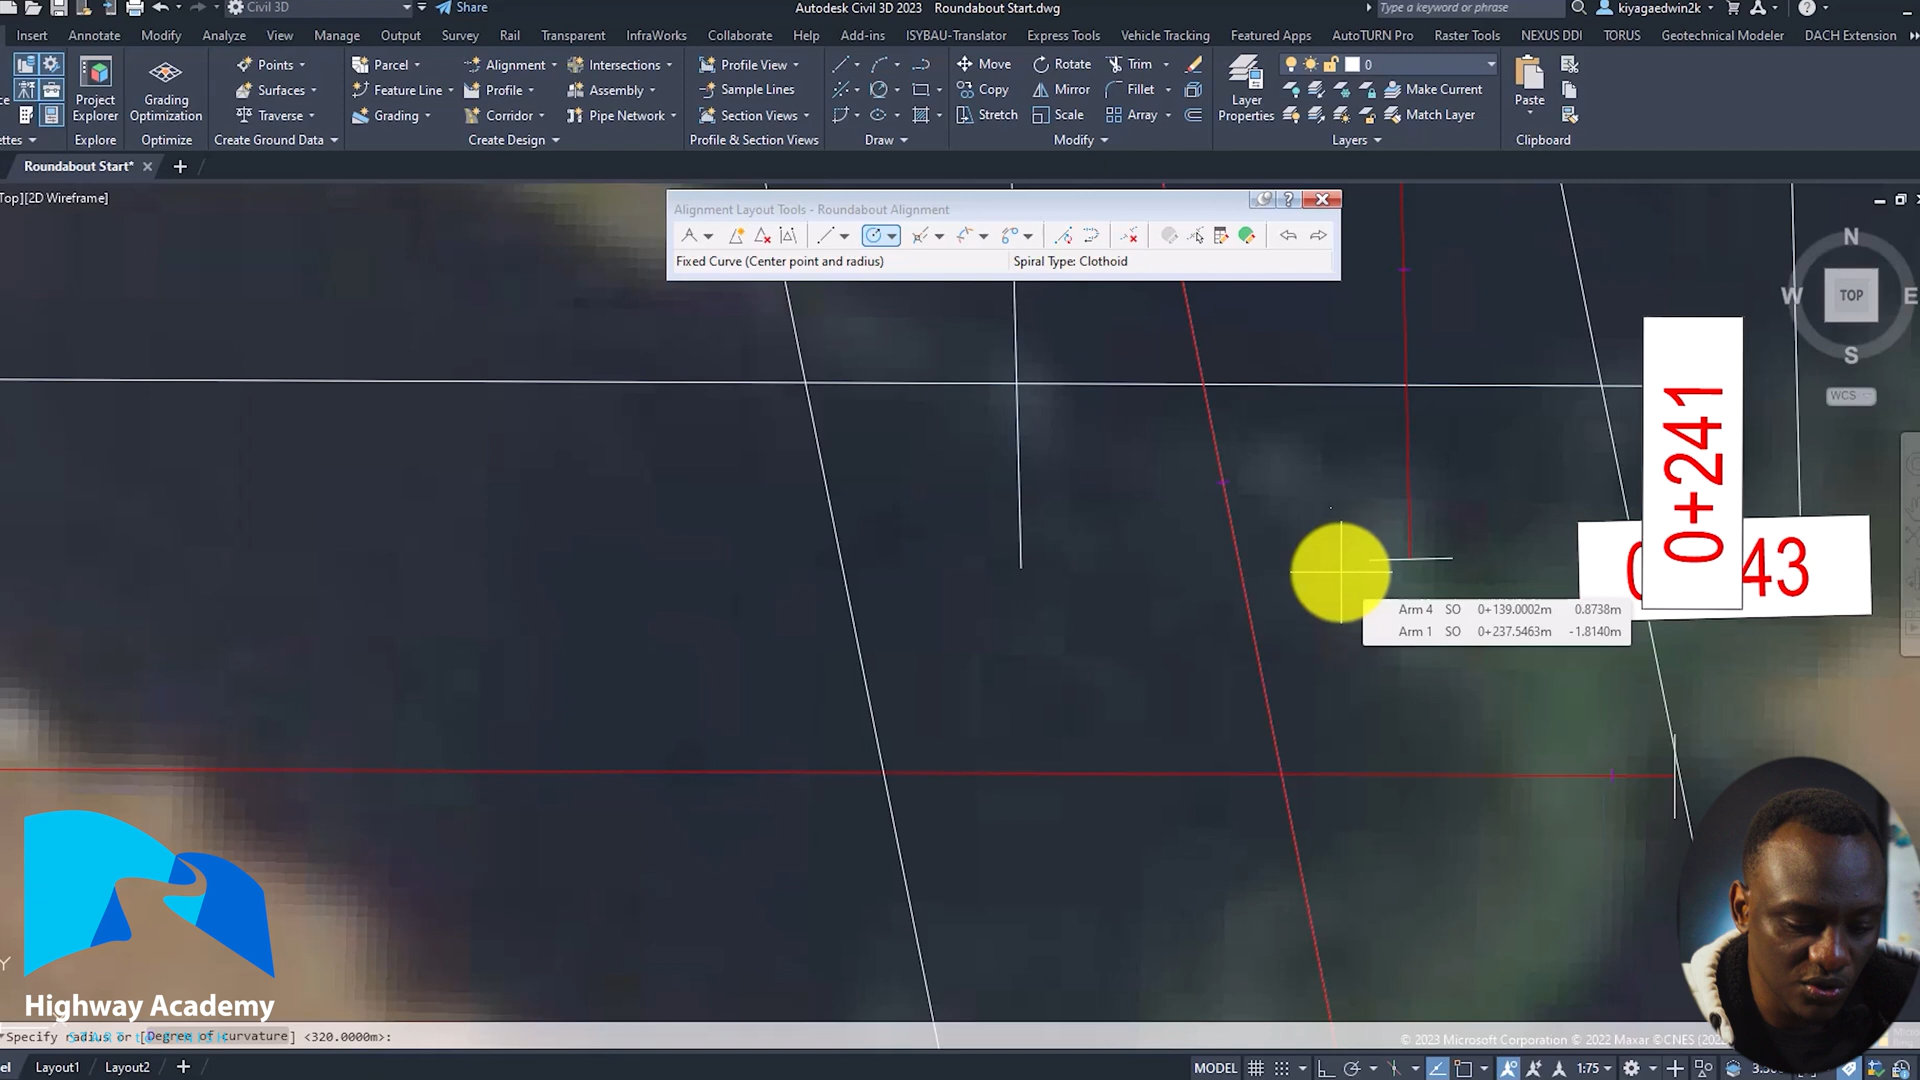 Civil 3D
Share
Autodesk Civil 3D 2023 Roundabout Start.dwg
Type a keyword or phrase
kiyagaedwin2k
Insert Annotate Modify Analyze View Manage Output Survey Rail Transparent InfraWorks Collaborate Help Add-ins ISYBAU-Translator Express Tools Vehicle Tracking Featured Apps AutoTURN Pro Raster Tools NEXUS DDI TORUS Geotechnical Modeler DACH Extension
Points Parcel Alignment Intersections Profile View Move Rotate Trim 0
Surfaces Feature Line Profile Assembly Sample Lines Copy Mirror Fillet Make Current
Traverse Grading Corridor Pipe Network Section Views Stretch Scale Array Match Layer
Project Explorer
Grading Optimization
Layer Properties
Paste
Explore Optimize Create Ground Data Create Design Profile & Section Views Draw Modify Layers Clipboard
Roundabout Start*
Top][2D Wireframe]
Alignment Layout Tools - Roundabout Alignment
Fixed Curve (Center point and radius) Spiral Type: Clothoid
N
W TOP E
S
WCS
0+241
43
Arm 4 SO 0+139.0002m 0.8738m
Arm 1 SO 0+237.5463m -1.8140m
Y
Highway Academy
START to FINISH
Specify radius or [Degree of curvature] <320.0000m>:
© 2023 Microsoft Corporation © 2022 Maxar ©CNES (202
Layout1 Layout2
MODEL 1:75